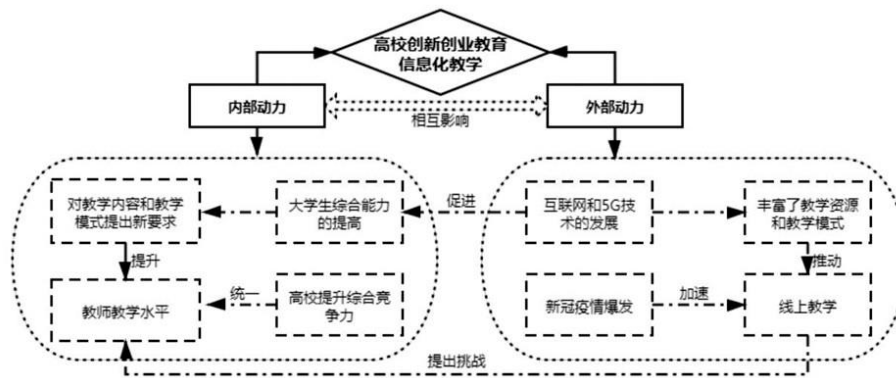 高校创新创业教育
信息化教学
内部动力
外部动力
相互影响
对教学内容和教学
模式提出新要求
大学生综合能力
的提高
促进
互联网和5G技
术的发展
丰富了教学资源
和教学模式
提升
推动
教师教学水平
统一
高校提升综合竞
争力
新冠疫情爆发
加速
线上教学
提出挑战